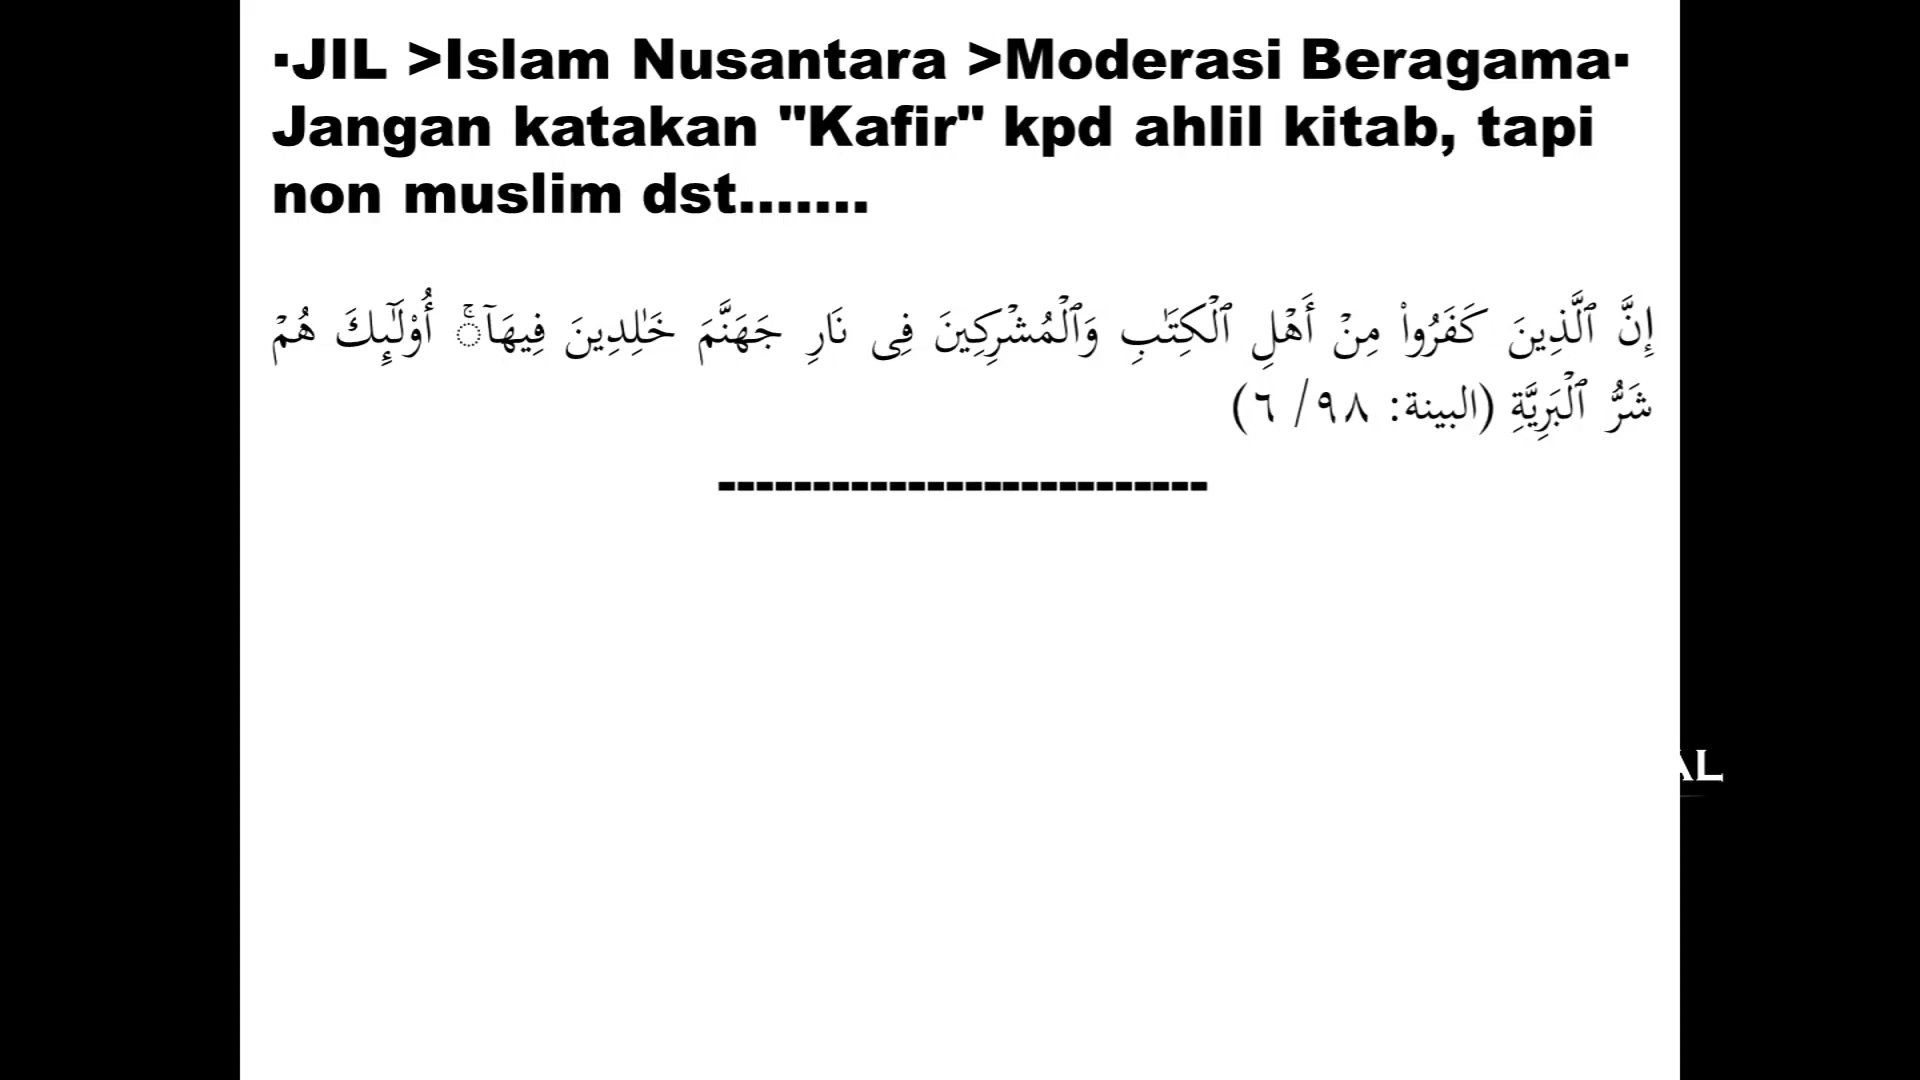 ▪JIL >Islam Nusantara >Moderasi Beragama▪
Jangan katakan "Kafir" kpd ahlil kitab, tapi
non muslim dst.......
إِنَّ ٱلَّذِينَ كَفَرُوا۟ مِنْ أَهْلِ ٱلْكِتَٰبِ وَٱلْمُشْرِكِينَ فِى نَارِ جَهَنَّمَ خَٰلِدِينَ فِيهَآ ۚ أُو۟لَٰٓئِكَ هُمْ
شَرُّ ٱلْبَرِيَّةِ (البينة: ٩٨/ ٦)
--------------------------
AL